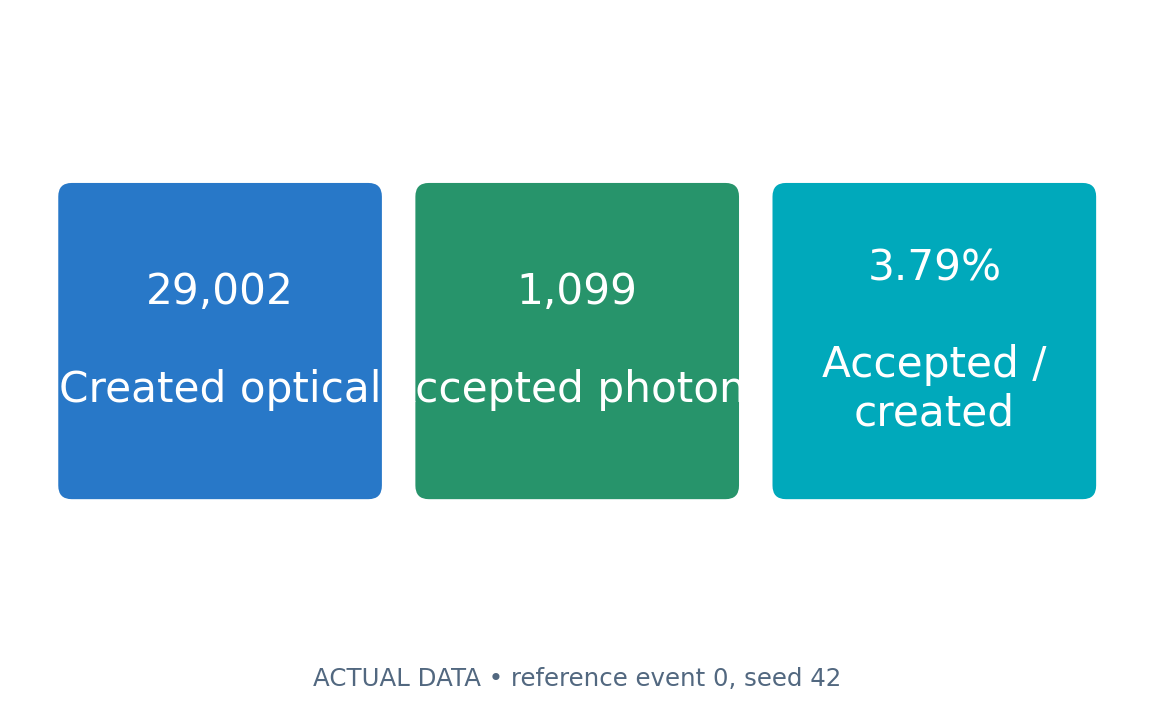 29,002
Created optical
1,099
ccepted photon
3.79%
Accepted /
created
ACTUAL DATA • reference event 0, seed 42